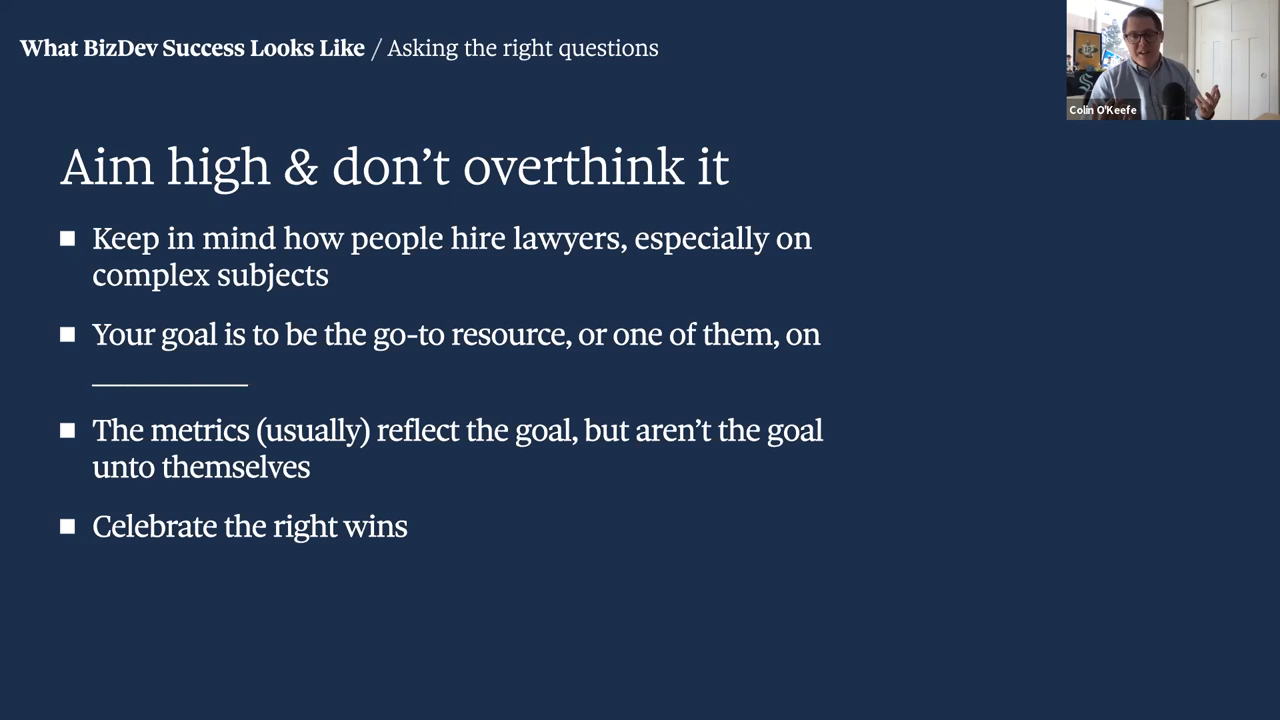 What BizDev Success Looks Like / Asking the right questions
Colin O'Keefe
Aim high & don’t overthink it
Keep in mind how people hire lawyers, especially on
complex subjects
Your goal is to be the go-to resource, or one of them, on
___________
The metrics (usually) reflect the goal, but aren’t the goal
unto themselves
Celebrate the right wins